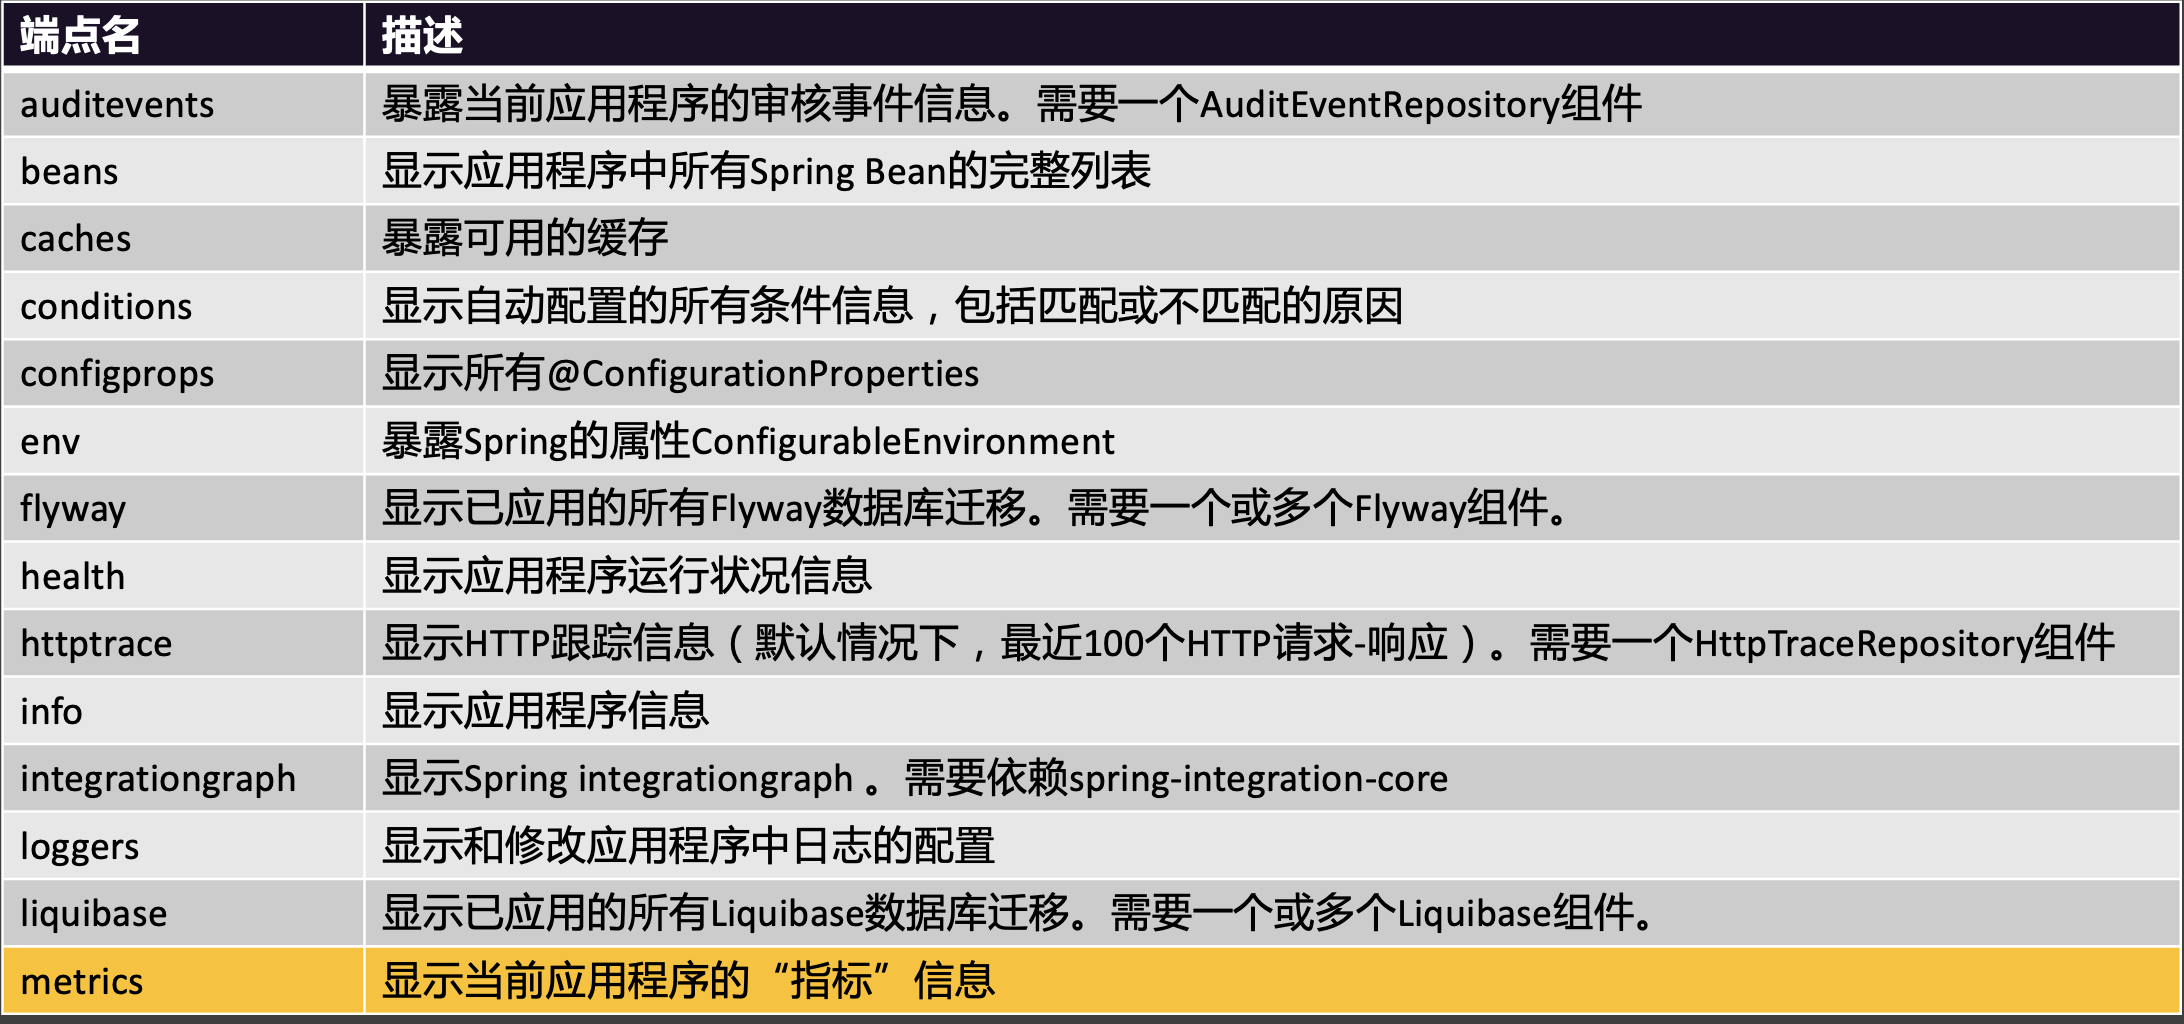 端点名 描述
auditevents 暴露当前应用程序的审核事件信息。需要一个AuditEventRepository组件
beans 显示应用程序中所有Spring Bean的完整列表
caches 暴露可用的缓存
conditions 显示自动配置的所有条件信息，包括匹配或不匹配的原因
configprops 显示所有@ConfigurationProperties
env 暴露Spring的属性ConfigurableEnvironment
flyway 显示已应用的所有Flyway数据库迁移。需要一个或多个Flyway组件。
health 显示应用程序运行状况信息
httptrace 显示HTTP跟踪信息（默认情况下，最近100个HTTP请求-响应）。需要一个HttpTraceRepository组件
info 显示应用程序信息
integrationgraph 显示Spring integrationgraph 。需要依赖spring-integration-core
loggers 显示和修改应用程序中日志的配置
liquibase 显示已应用的所有Liquibase数据库迁移。需要一个或多个Liquibase组件。
metrics 显示当前应用程序的“指标”信息